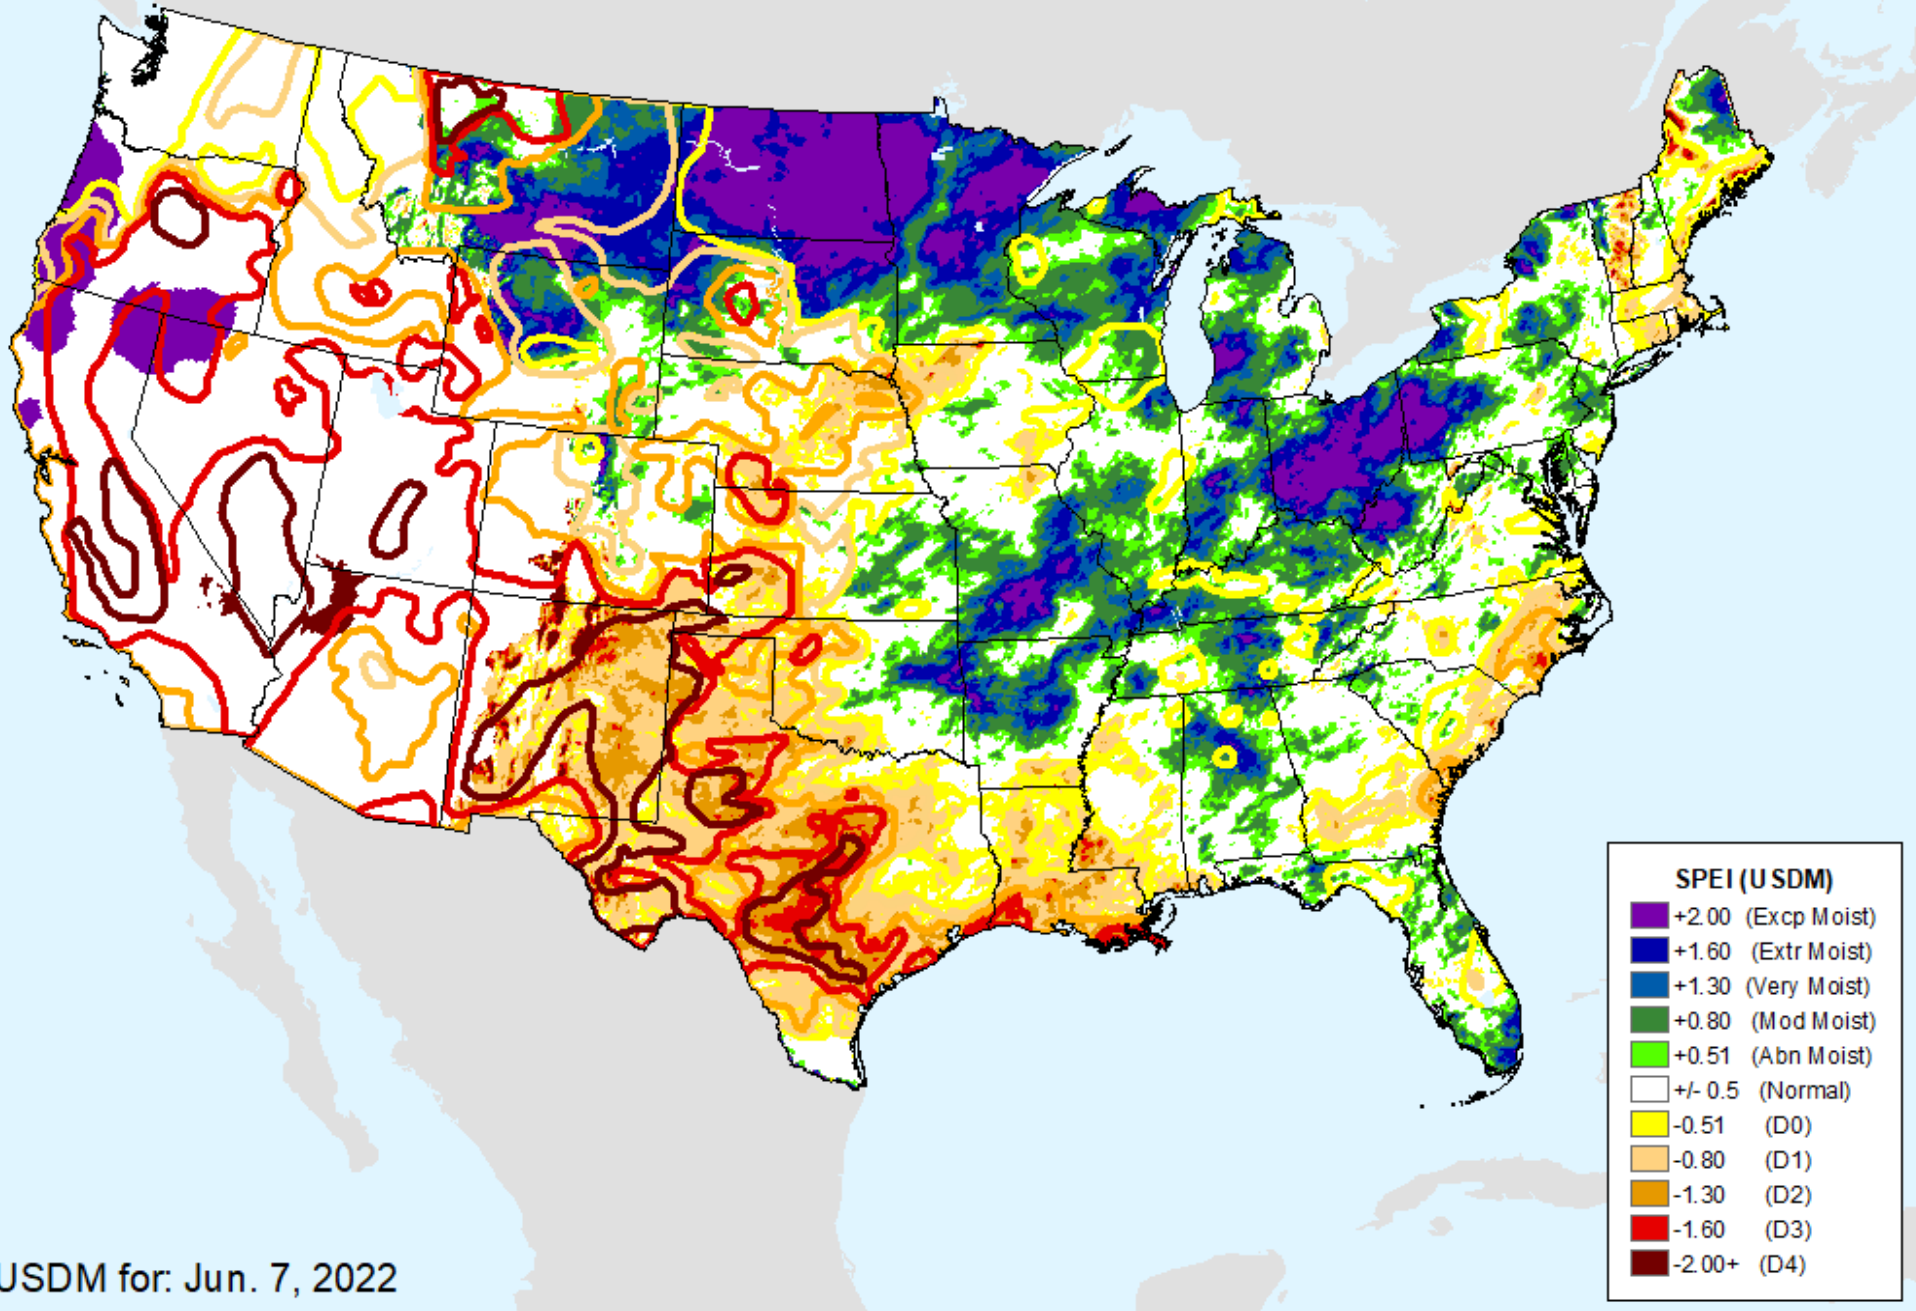 SPEI (USDM)
+2.00 (Excp Moist)
+1.60 (Extr Moist)
+1.30 (Very Moist)
+0.80 (Mod Moist)
+0.51 (Abn Moist)
+/- 0.5 (Normal)
-0.51 (D0)
-0.80 (D1)
-1.30 (D2)
-1.60 (D3)
-2.00+ (D4)
USDM for: Jun. 7, 2022